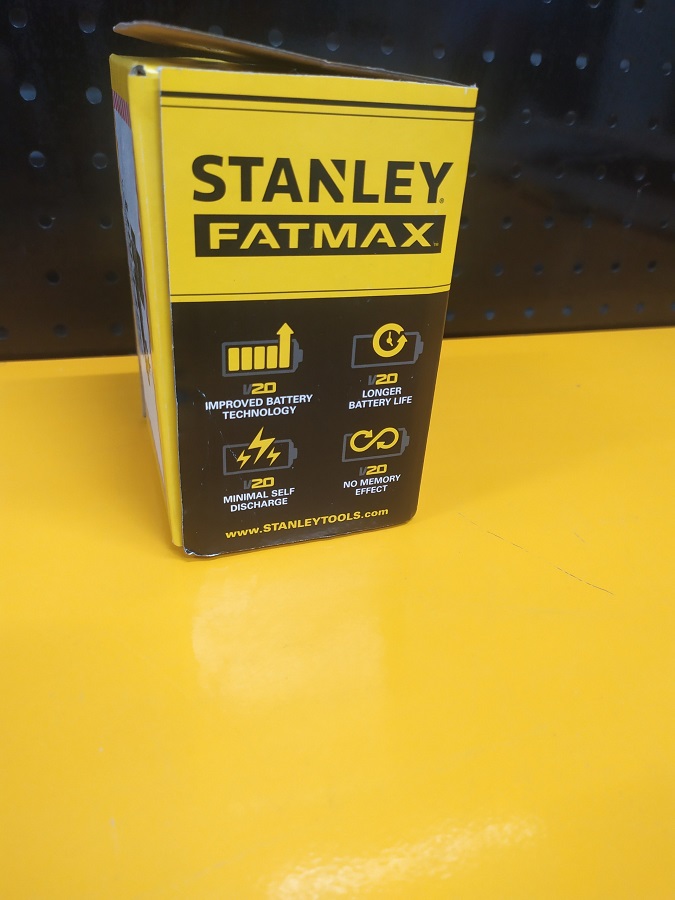 STANLEY®
FATMAX™
V20
IMPROVED BATTERY
TECHNOLOGY
V20
LONGER
BATTERY LIFE
V20
MINIMAL SELF
DISCHARGE
V20
NO MEMORY
EFFECT
www.STANLEYTOOLS.com